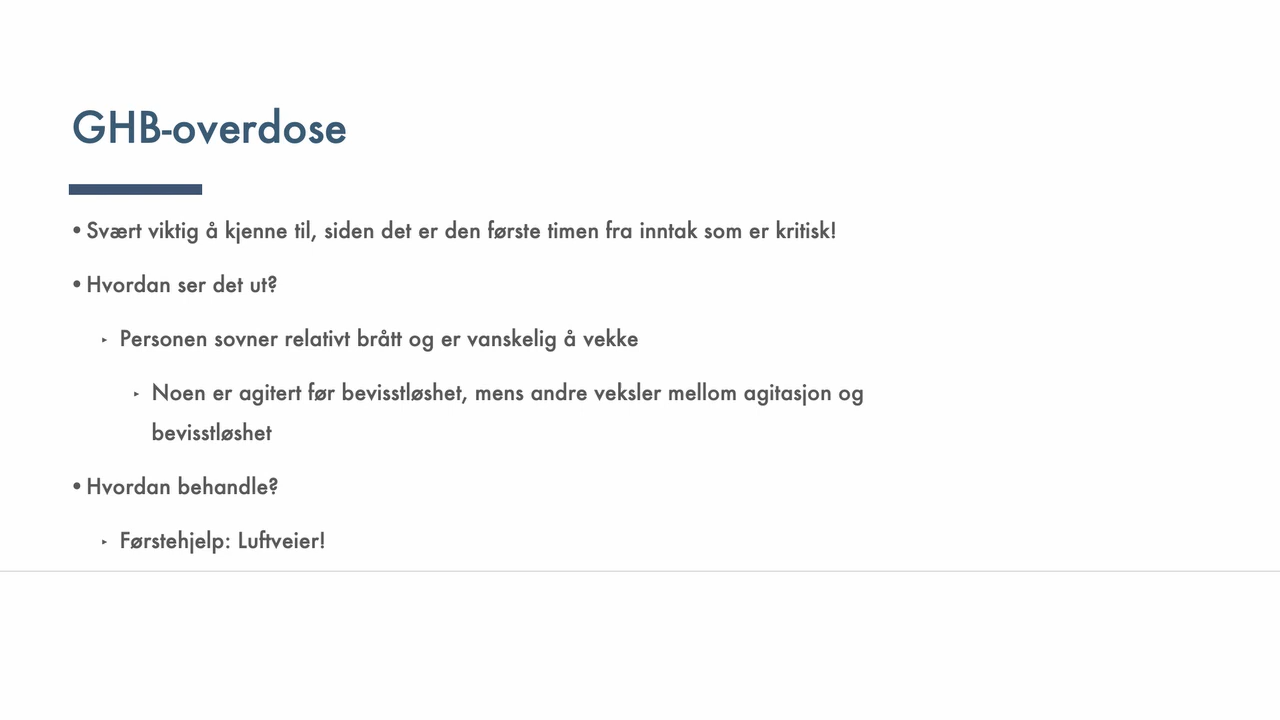 GHB-overdose
• Svært viktig å kjenne til, siden det er den første timen fra inntak som er kritisk!
• Hvordan ser det ut?
▸ Personen sovner relativt brått og er vanskelig å vekke
▸ Noen er agitert før bevisstløshet, mens andre veksler mellom agitasjon og
bevisstløshet
• Hvordan behandle?
▸ Førstehjelp: Luftveier!